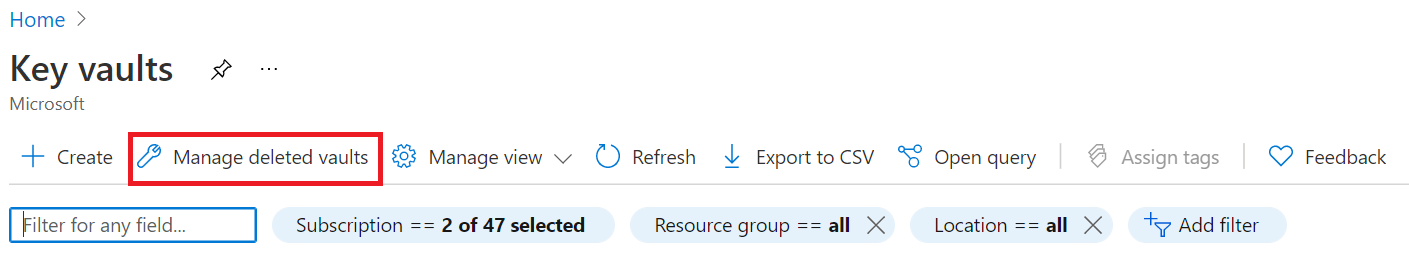 Home
Key vaults ...
Microsoft
Create Manage deleted vaults Manage view Refresh Export to CSV Open query Assign tags Feedback
Filter for any field... Subscription == 2 of 47 selected Resource group == all Location == all Add filter